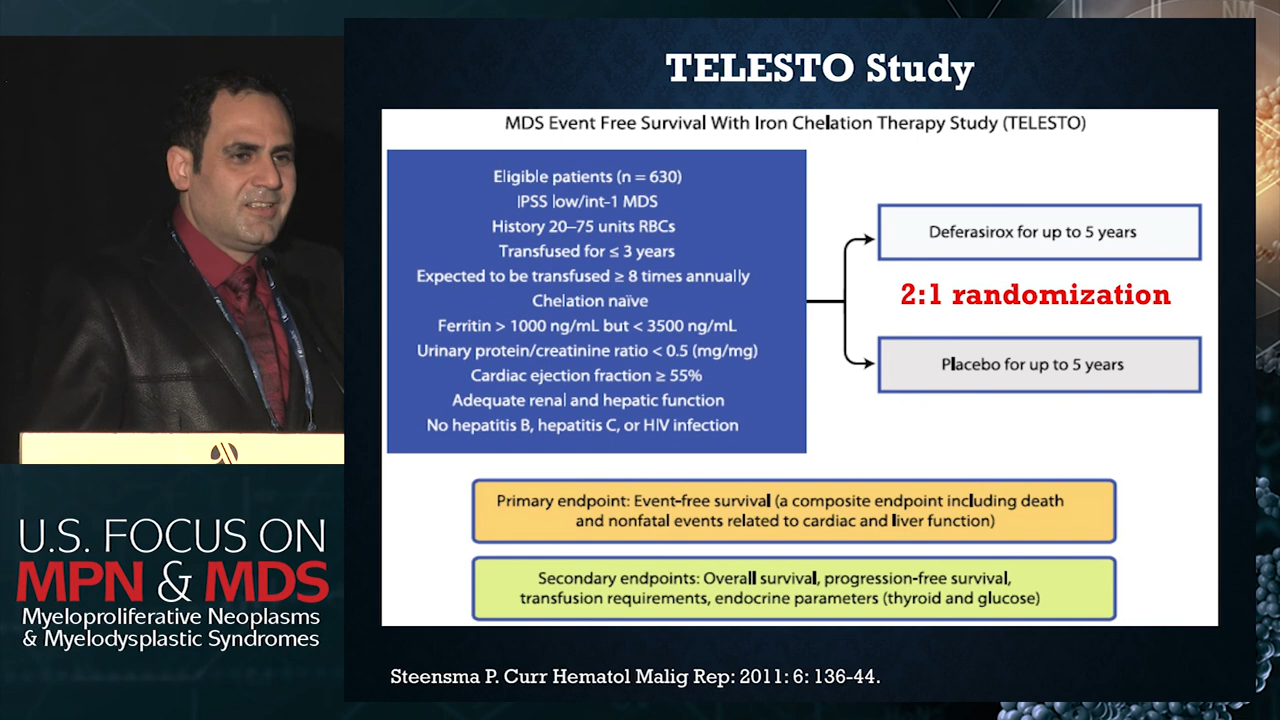 TELESTO Study
MDS Event Free Survival With Iron Chelation Therapy Study (TELESTO)
Eligible patients (n = 630)
IPSS low/int-1 MDS
History 20–75 units RBCs
Transfused for ≤ 3 years
Expected to be transfused ≥ 8 times annually
Chelation naïve
Ferritin > 1000 ng/mL but < 3500 ng/mL
Urinary protein/creatinine ratio < 0.5 (mg/mg)
Cardiac ejection fraction ≥ 55%
Adequate renal and hepatic function
No hepatitis B, hepatitis C, or HIV infection
Deferasirox for up to 5 years
2:1 randomization
Placebo for up to 5 years
Primary endpoint: Event-free survival (a composite endpoint including death
and nonfatal events related to cardiac and liver function)
Secondary endpoints: Overall survival, progression-free survival,
transfusion requirements, endocrine parameters (thyroid and glucose)
Steensma P. Curr Hematol Malig Rep: 2011: 6: 136-44.
U.S. FOCUS ON
MPN & MDS
Myeloproliferative Neoplasms
& Myelodysplastic Syndromes
NM